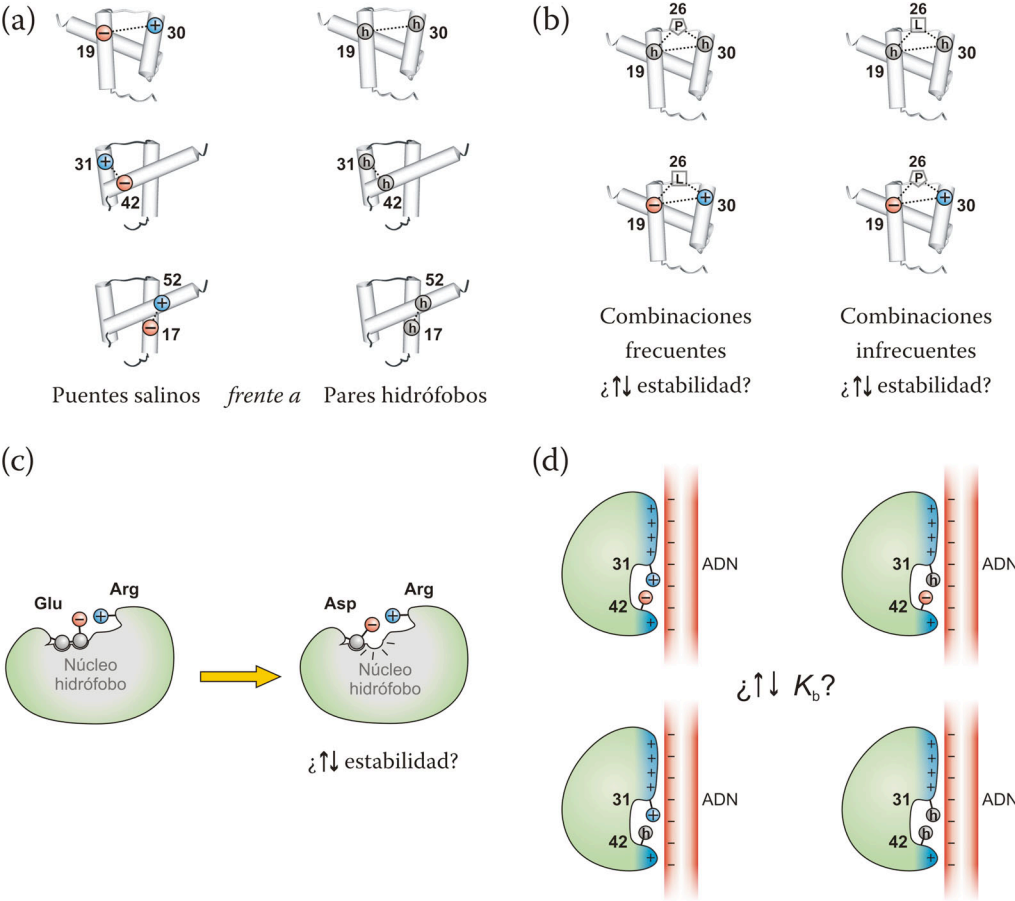 (a)
19
30
h
h
19
30
31
42
h
h
31
42
52
17
h
h
52
17
Puentes salinos frente a Pares hidrófobos
(b)
26
P
h
h
19
30
26
L
h
h
19
30
26
L
− +
19
30
26
P
− +
19
30
Combinaciones
frecuentes
¿↑↓ estabilidad?
Combinaciones
infrecuentes
¿↑↓ estabilidad?
(c)
Glu
Arg
− +
Núcleo
hidrófobo
Asp
Arg
− +
Núcleo
hidrófobo
¿↑↓ estabilidad?
(d)
31
42
ADN
31
h
42
ADN
¿↑↓ Kb?
31
h
42
ADN
31
h
h
42
ADN